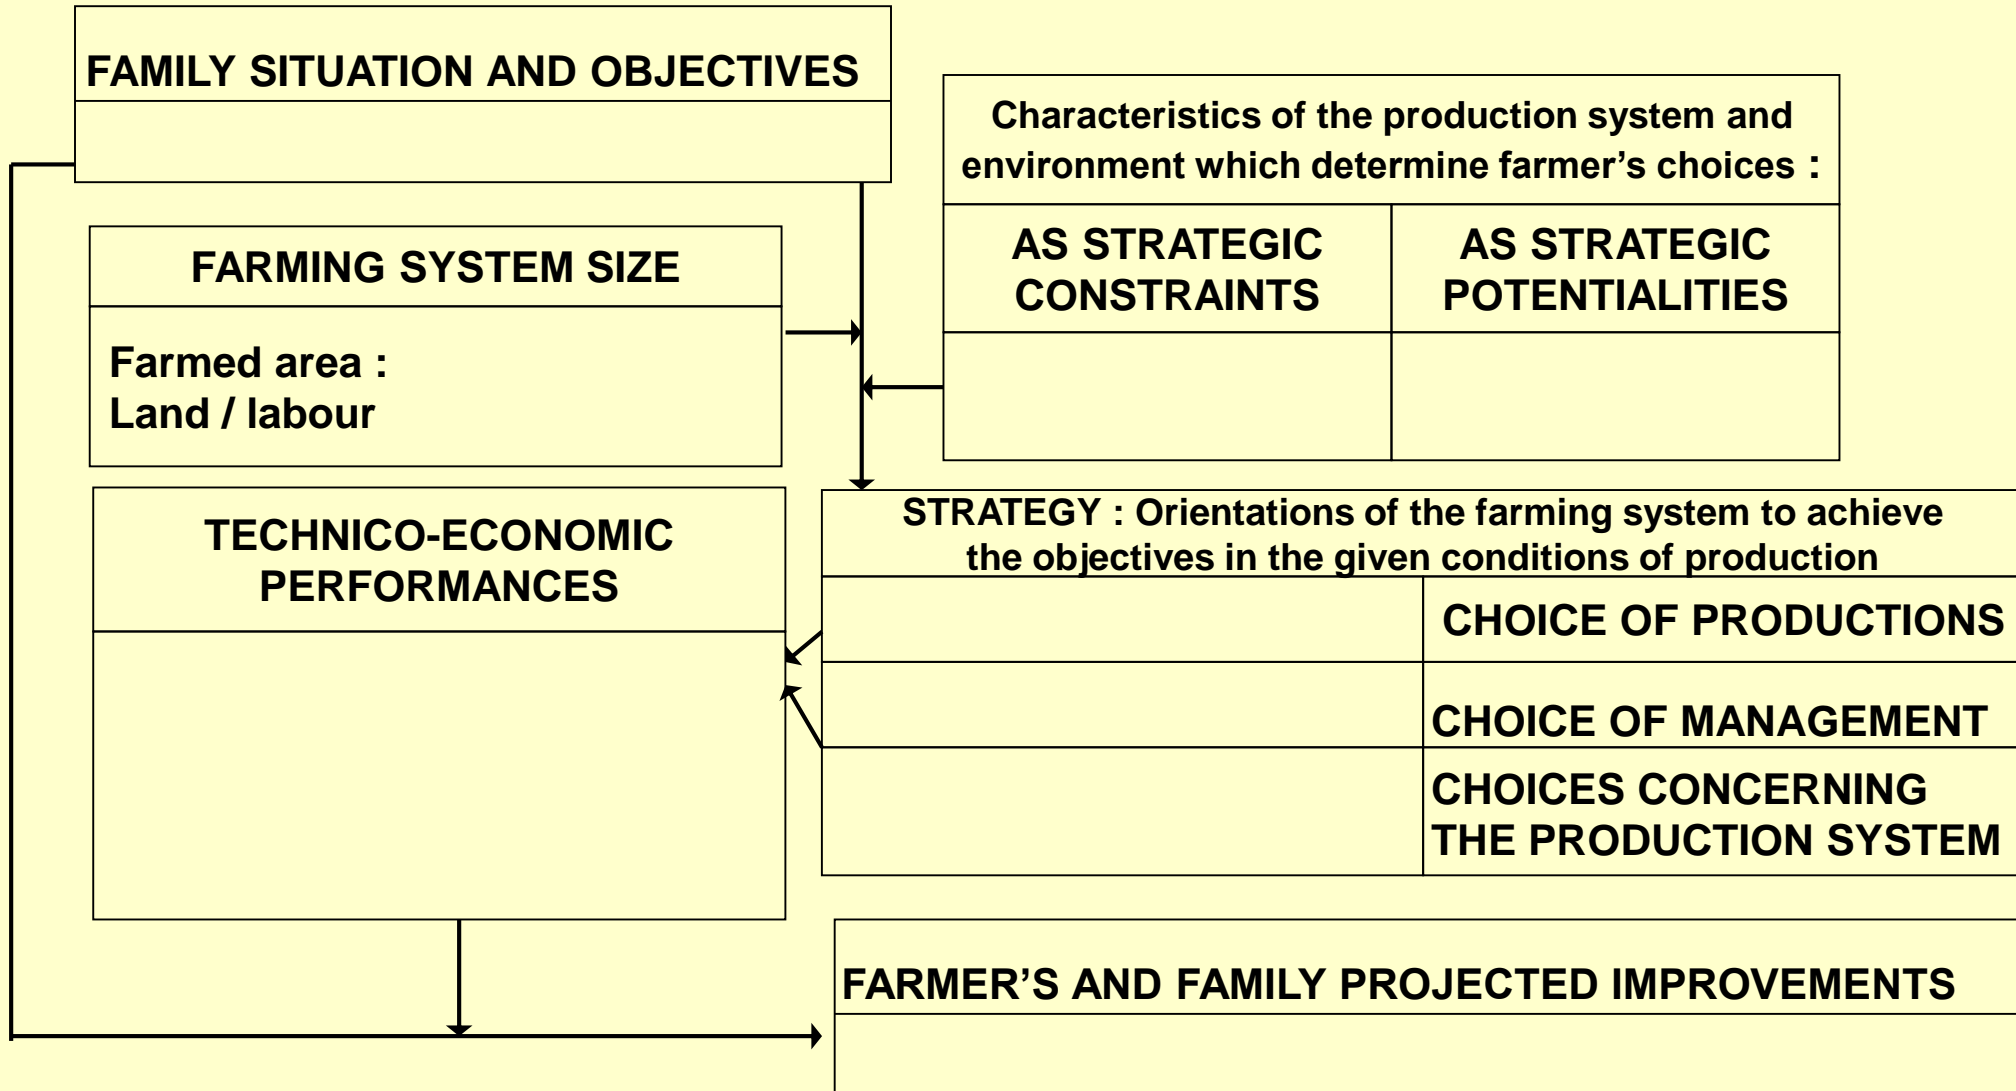 FAMILY SITUATION AND OBJECTIVES
Characteristics of the production system and
environment which determine farmer’s choices :
AS STRATEGIC
CONSTRAINTS
AS STRATEGIC
POTENTIALITIES
FARMING SYSTEM SIZE
Farmed area :
Land / labour
TECHNICO-ECONOMIC
PERFORMANCES
STRATEGY : Orientations of the farming system to achieve
the objectives in the given conditions of production
CHOICE OF PRODUCTIONS
CHOICE OF MANAGEMENT
CHOICES CONCERNING
THE PRODUCTION SYSTEM
FARMER’S AND FAMILY PROJECTED IMPROVEMENTS